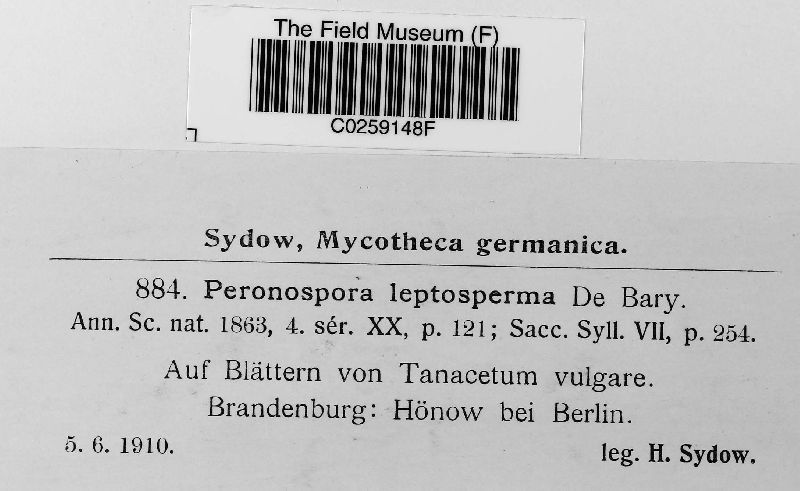 The Field Museum (F)
C0259148F
Sydow, Mycotheca germanica.
884. Peronospora leptosperma De Bary.
Ann. Sc. nat. 1863, 4. sér. XX, p. 121; Sacc. Syll. VII, p. 254.
Auf Blättern von Tanacetum vulgare.
Brandenburg: Hönow bei Berlin.
5. 6. 1910.
leg. H. Sydow.